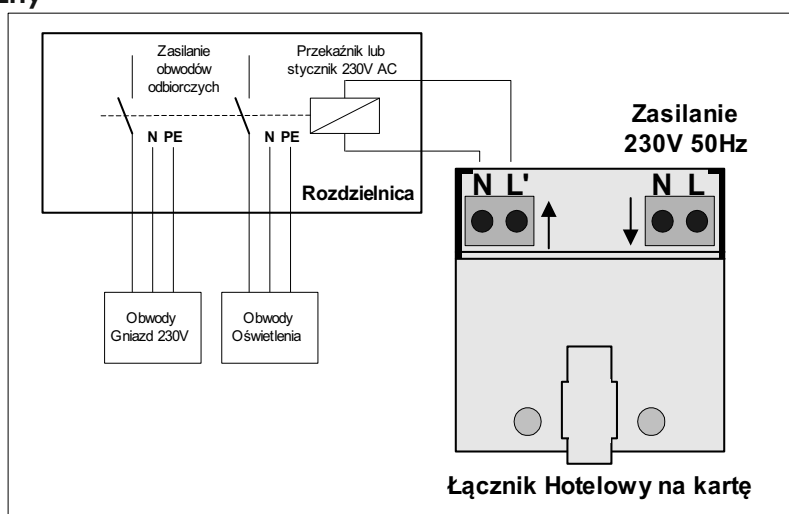 Zasilanie
obwodów
odbiorczych
Przekaźnik lub
stycznik 230V AC
N PE
N PE
Rozdzielnica
Zasilanie
230V 50Hz
N L'
N L
Obwody
Gniazd 230V
Obwody
Oświetlenia
Łącznik Hotelowy na kartę